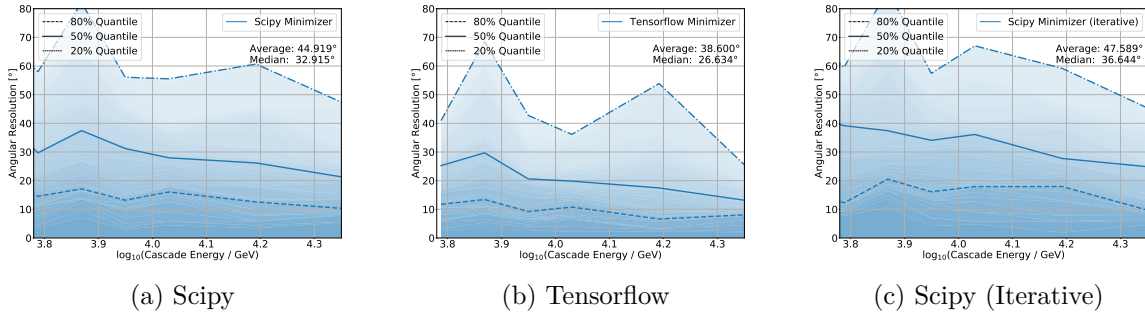 80
70
60
50
40
30
20
10
0
Angular Resolution [°]
80% Quantile
50% Quantile
20% Quantile
Scipy Minimizer
Average: 44.919°
Median: 32.915°
3.8 3.9 4.0 4.1 4.2 4.3
log10(Cascade Energy / GeV)
(a) Scipy
80
70
60
50
40
30
20
10
0
Angular Resolution [°]
80% Quantile
50% Quantile
20% Quantile
Tensorflow Minimizer
Average: 38.600°
Median: 26.634°
3.8 3.9 4.0 4.1 4.2 4.3
log10(Cascade Energy / GeV)
(b) Tensorflow
80
70
60
50
40
30
20
10
0
Angular Resolution [°]
80% Quantile
50% Quantile
20% Quantile
Scipy Minimizer (iterative)
Average: 47.589°
Median: 36.644°
3.8 3.9 4.0 4.1 4.2 4.3
log10(Cascade Energy / GeV)
(c) Scipy (Iterative)